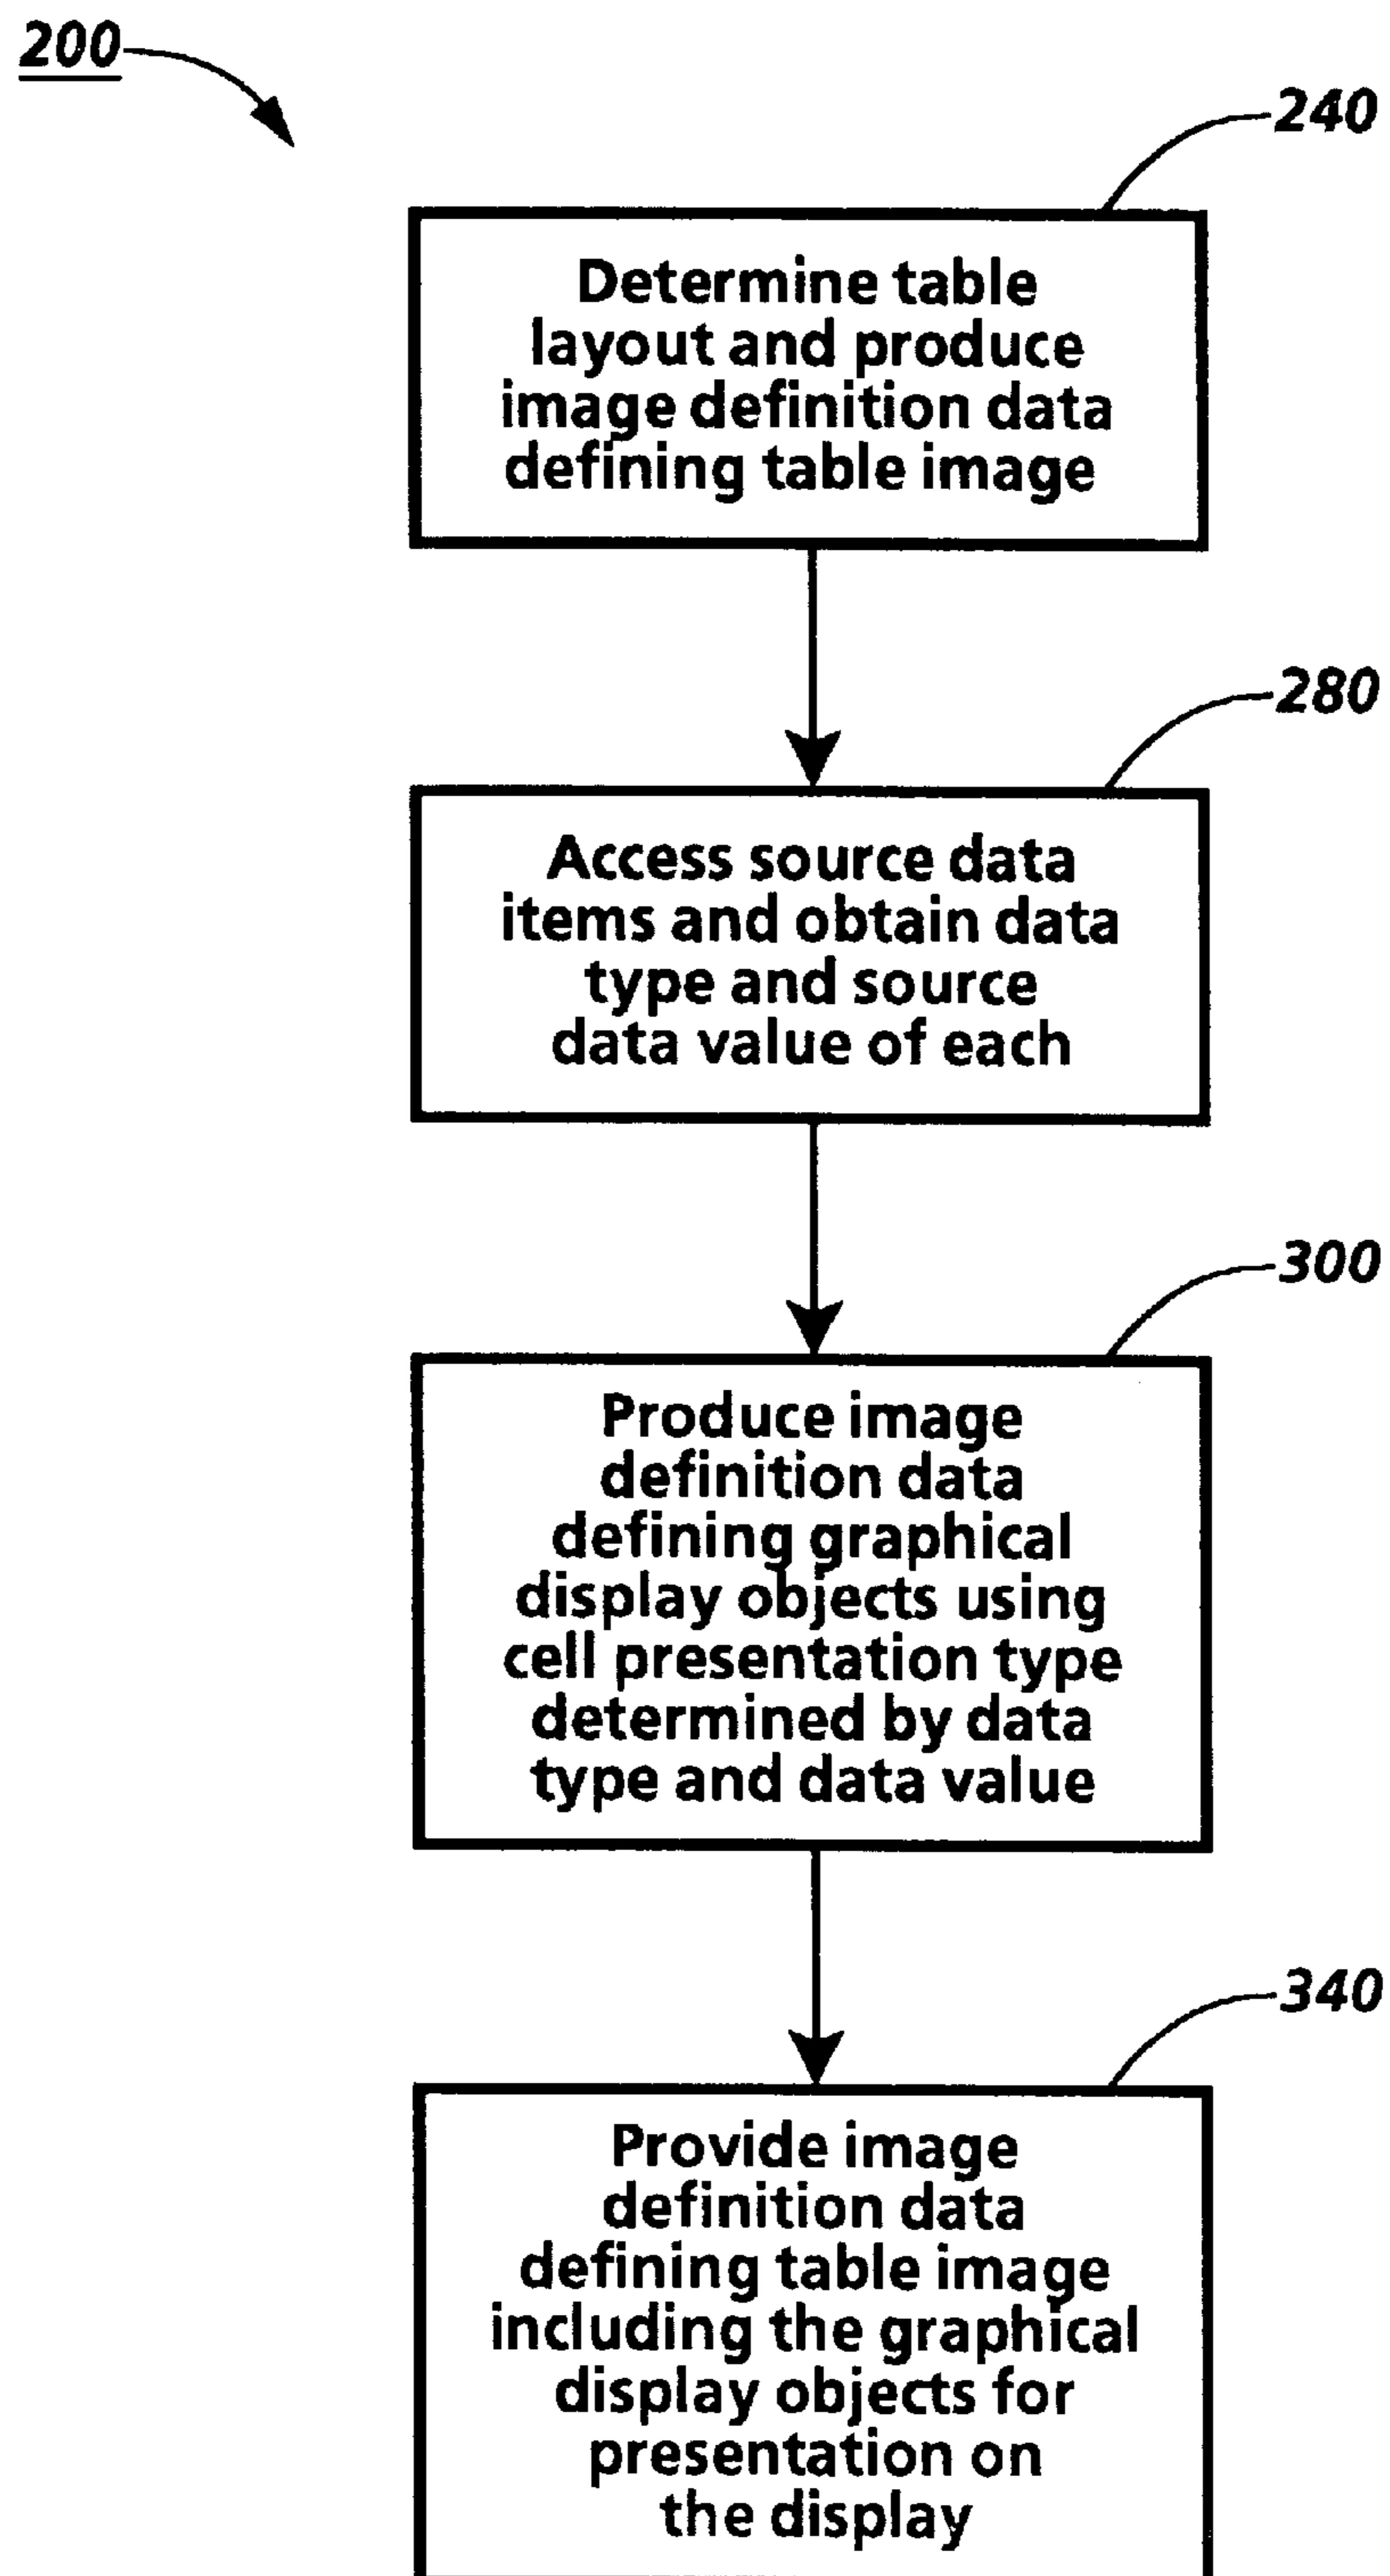 200
240
Determine table
layout and produce
image definition data
defining table image
280
Access source data
items and obtain data
type and source
data value of each
300
Produce image
definition data
defining graphical
display objects using
cell presentation type
determined by data
type and data value
340
Provide image
definition data
defining table image
including the graphical
display objects for
presentation on
the display